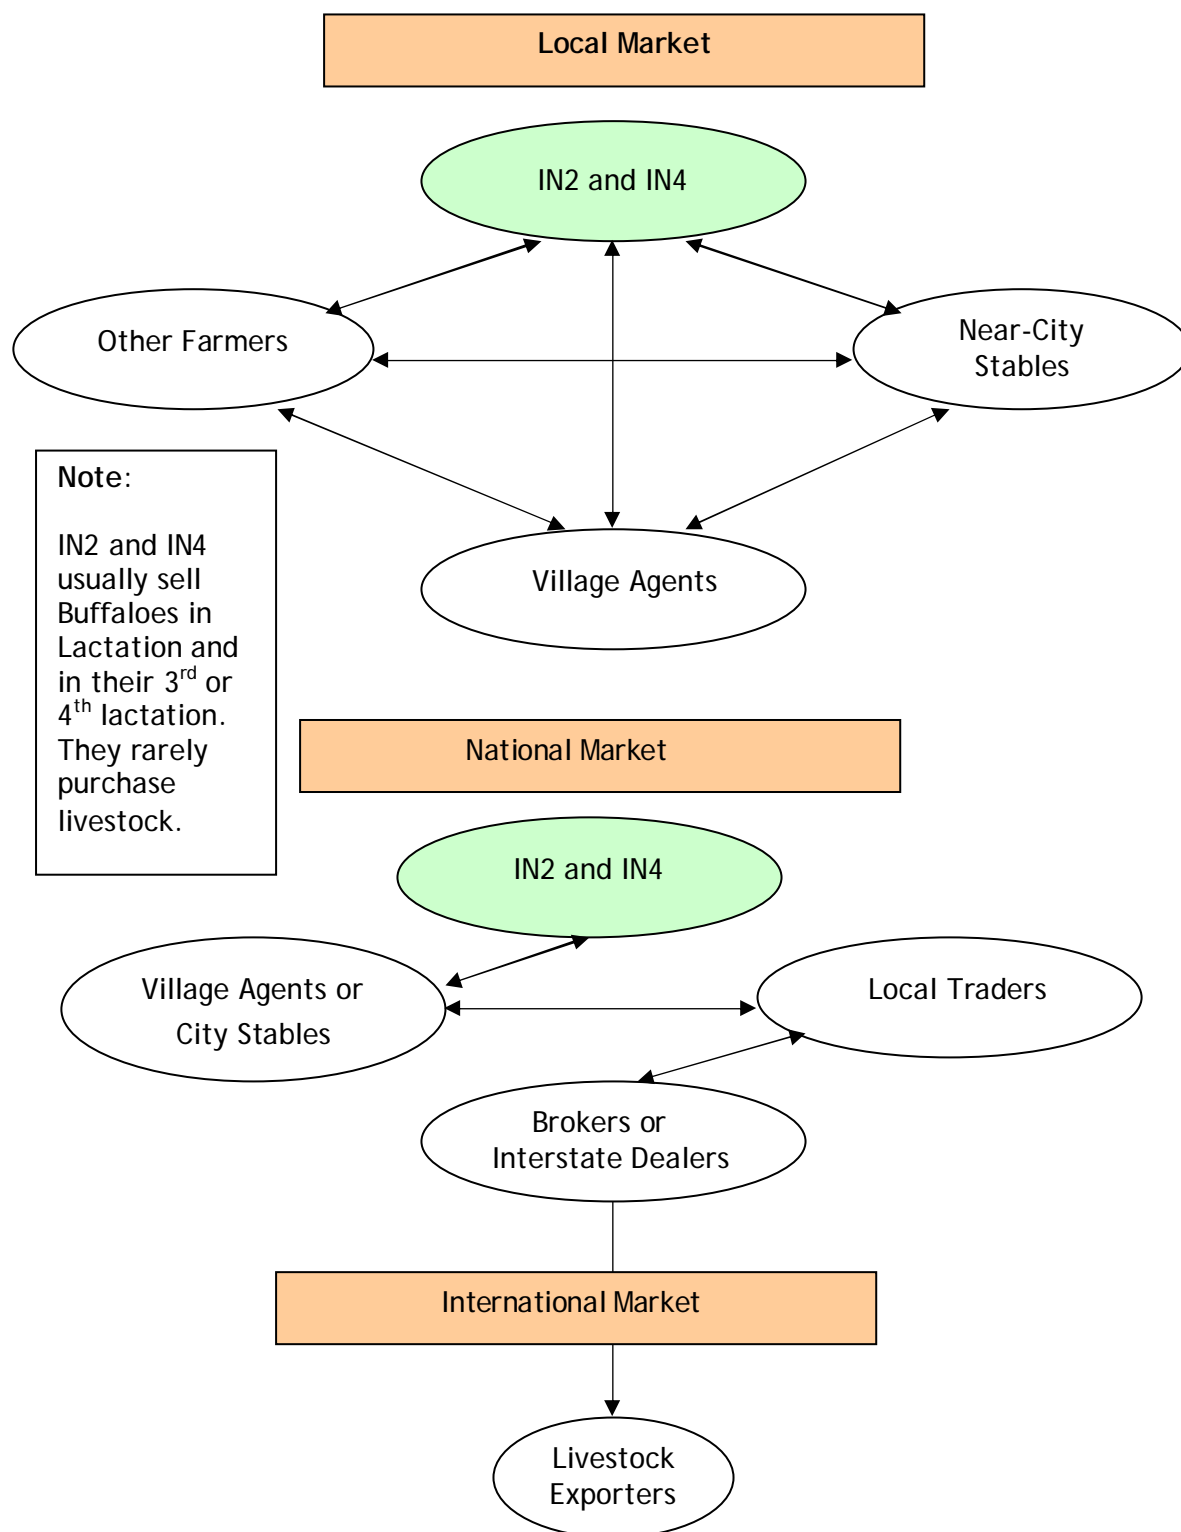 Local Market
IN2 and IN4
Other Farmers
Near-City
Stables
Note:
IN2 and IN4
usually sell
Buffaloes in
Lactation and
in their 3rd or
4th lactation.
They rarely
purchase
livestock.
Village Agents
National Market
IN2 and IN4
Village Agents or
City Stables
Local Traders
Brokers or
Interstate Dealers
International Market
Livestock
Exporters